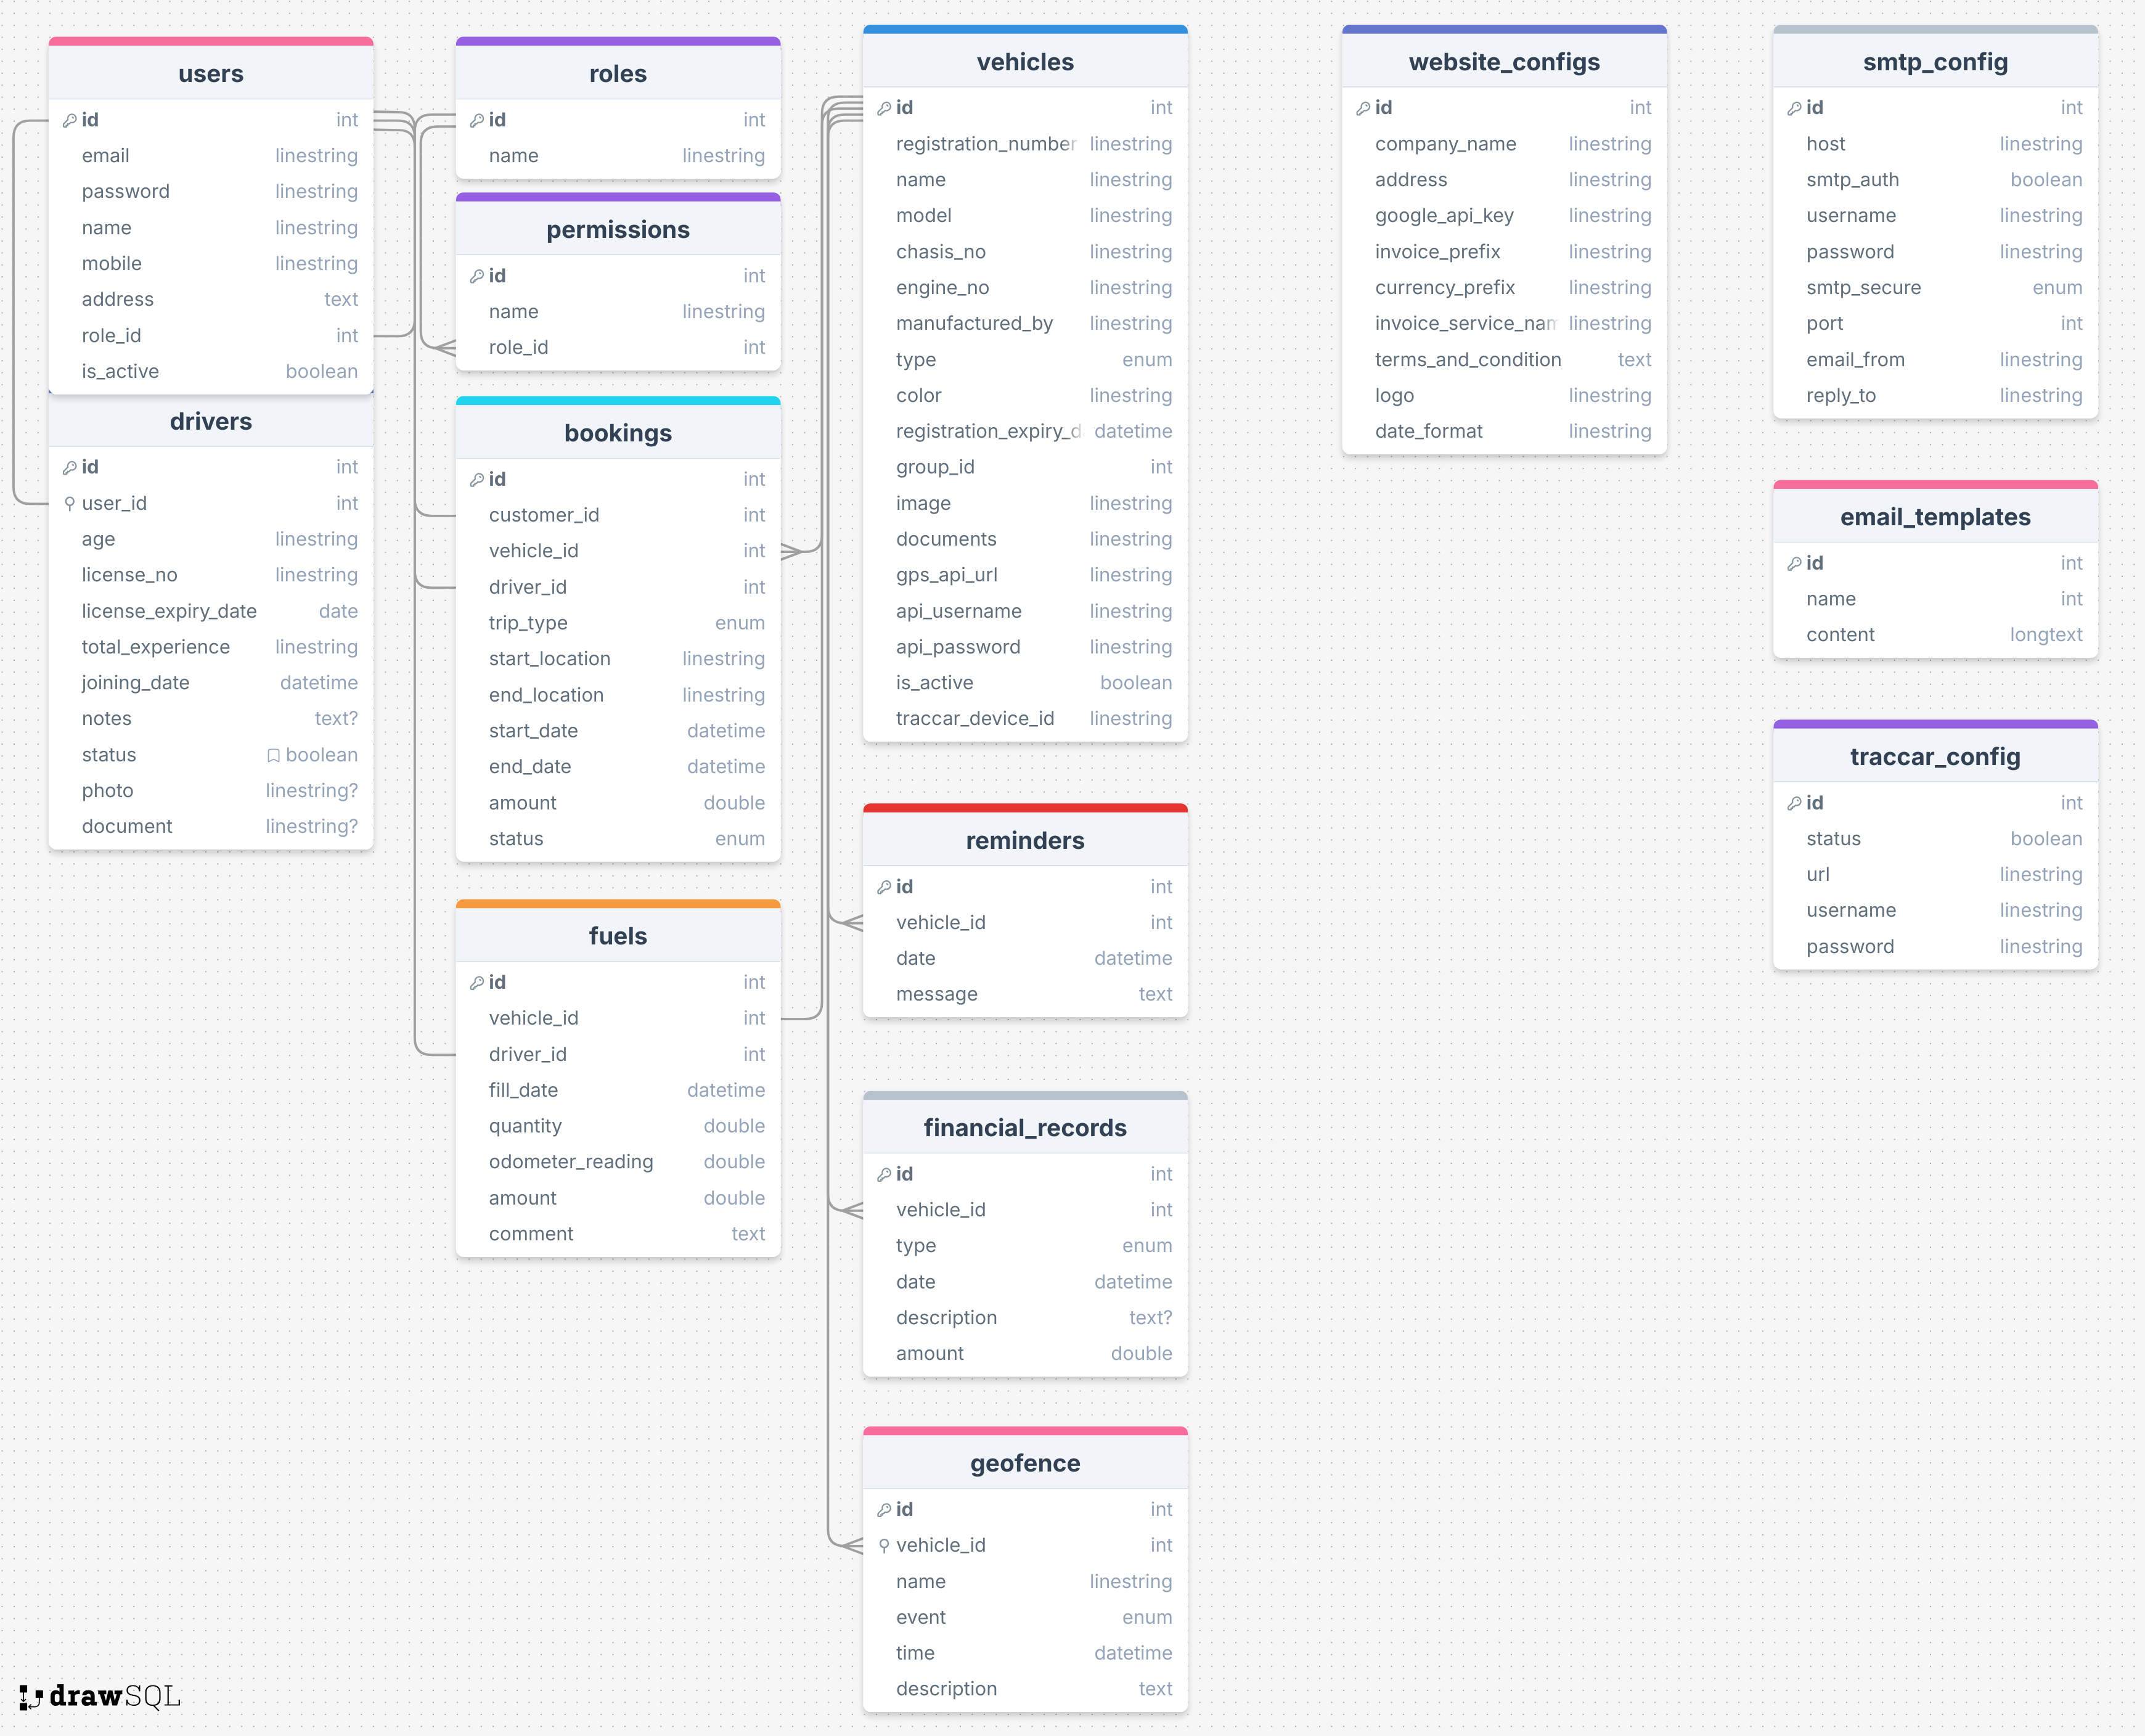 users
id int
email linestring
password linestring
name linestring
mobile linestring
address text
role_id int
is_active boolean
drivers
id int
user_id int
age linestring
license_no linestring
license_expiry_date date
total_experience linestring
joining_date datetime
notes text?
status boolean
photo linestring?
document linestring?
roles
id int
name linestring
permissions
id int
name linestring
role_id int
bookings
id int
customer_id int
vehicle_id int
driver_id int
trip_type enum
start_location linestring
end_location linestring
start_date datetime
end_date datetime
amount double
status enum
fuels
id int
vehicle_id int
driver_id int
fill_date datetime
quantity double
odometer_reading double
amount double
comment text
vehicles
id int
registration_number linestring
name linestring
model linestring
chasis_no linestring
engine_no linestring
manufactured_by linestring
type enum
color linestring
registration_expiry_d datetime
group_id int
image linestring
documents linestring
gps_api_url linestring
api_username linestring
api_password linestring
is_active boolean
traccar_device_id linestring
reminders
id int
vehicle_id int
date datetime
message text
financial_records
id int
vehicle_id int
type enum
date datetime
description text?
amount double
geofence
id int
vehicle_id int
name linestring
event enum
time datetime
description text
website_configs
id int
company_name linestring
address linestring
google_api_key linestring
invoice_prefix linestring
currency_prefix linestring
invoice_service_nam linestring
terms_and_condition text
logo linestring
date_format linestring
smtp_config
id int
host linestring
smtp_auth boolean
username linestring
password linestring
smtp_secure enum
port int
email_from linestring
reply_to linestring
email_templates
id int
name int
content longtext
traccar_config
id int
status boolean
url linestring
username linestring
password linestring
drawSQL